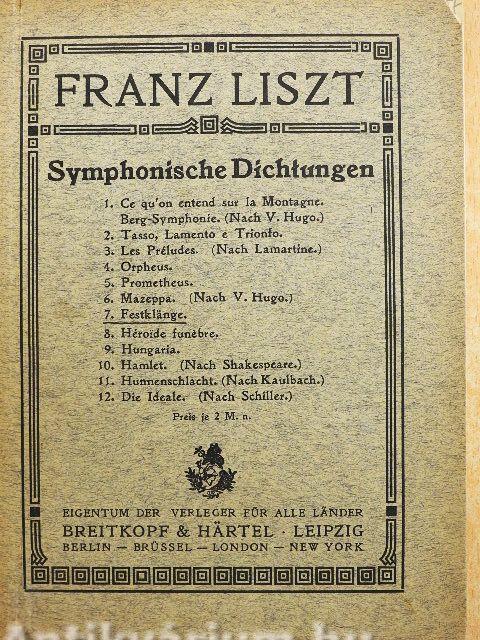 FRANZ LISZT
Symphonische Dichtungen
1. Ce qu'on entend sur la Montagne.
Berg-Symphonie. (Nach V. Hugo.)
2. Tasso, Lamento e Trionfo.
3. Les Préludes. (Nach Lamartine.)
4. Orpheus.
5. Prometheus.
6. Mazeppa. (Nach V. Hugo.)
7. Festklänge.
8. Héroïde funèbre.
9. Hungaria.
10. Hamlet. (Nach Shakespeare.)
11. Hunnenschlacht. (Nach Kaulbach.)
12. Die Ideale. (Nach Schiller.)
Preis je 2 M. n.
EIGENTUM DER VERLEGER FÜR ALLE LÄNDER
BREITKOPF & HÄRTEL · LEIPZIG
BERLIN — BRÜSSEL — LONDON — NEW YORK
Antikvárium.hu